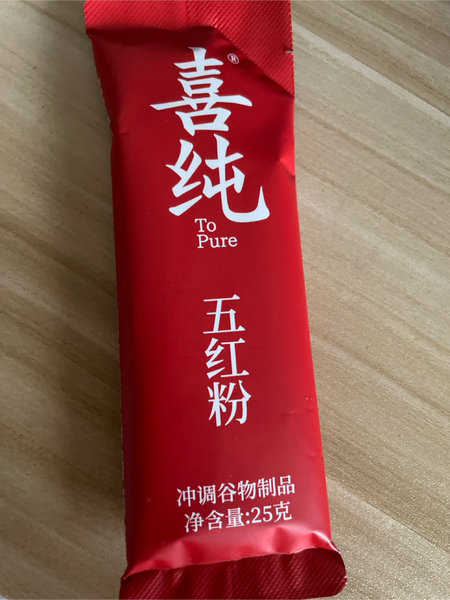 喜纯®
To
Pure
五红粉
冲调谷物制品
净含量:25克